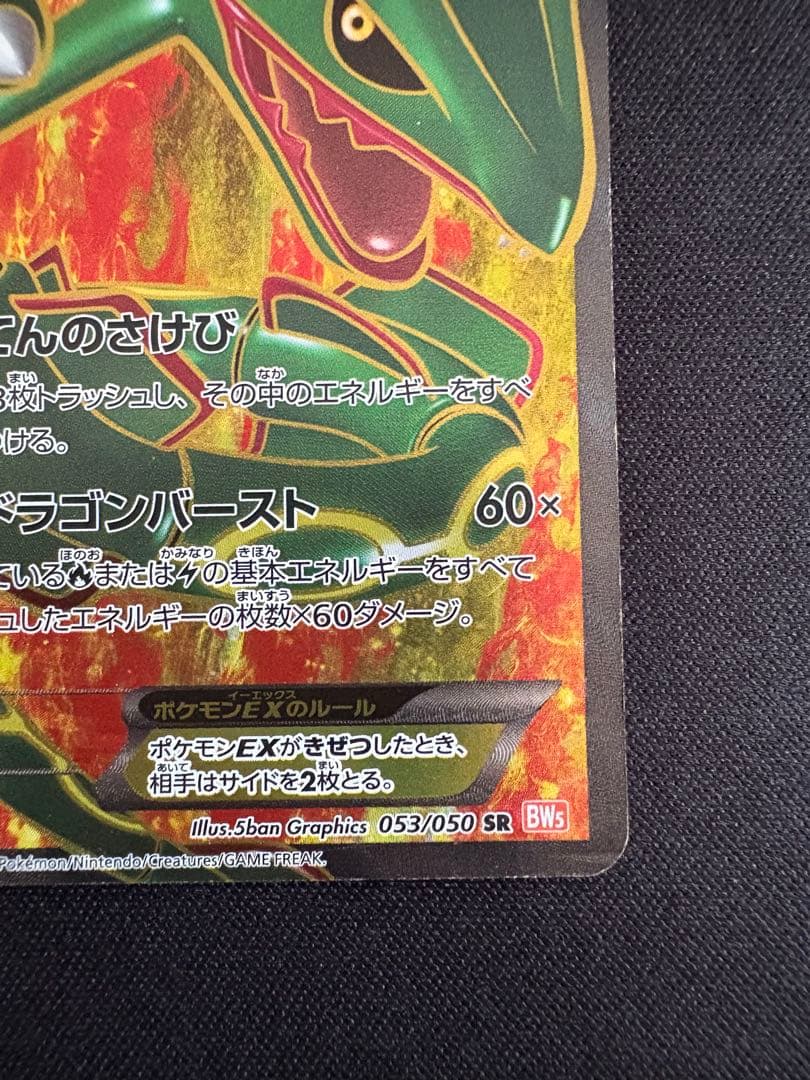 てんのさけび
3枚トラッシュし、その中のエネルギーをすべ
つける。
ドラゴンバースト 60×
ているまたはの基本エネルギーをすべて
ュしたエネルギーの枚数×60ダメージ。
ポケモンEXのルール
ポケモンEXがきぜつしたとき、
相手はサイドを2枚とる。
Illus.5ban Graphics 053/050 SR BW5
Pokémon/Nintendo/Creatures/GAME FREAK.